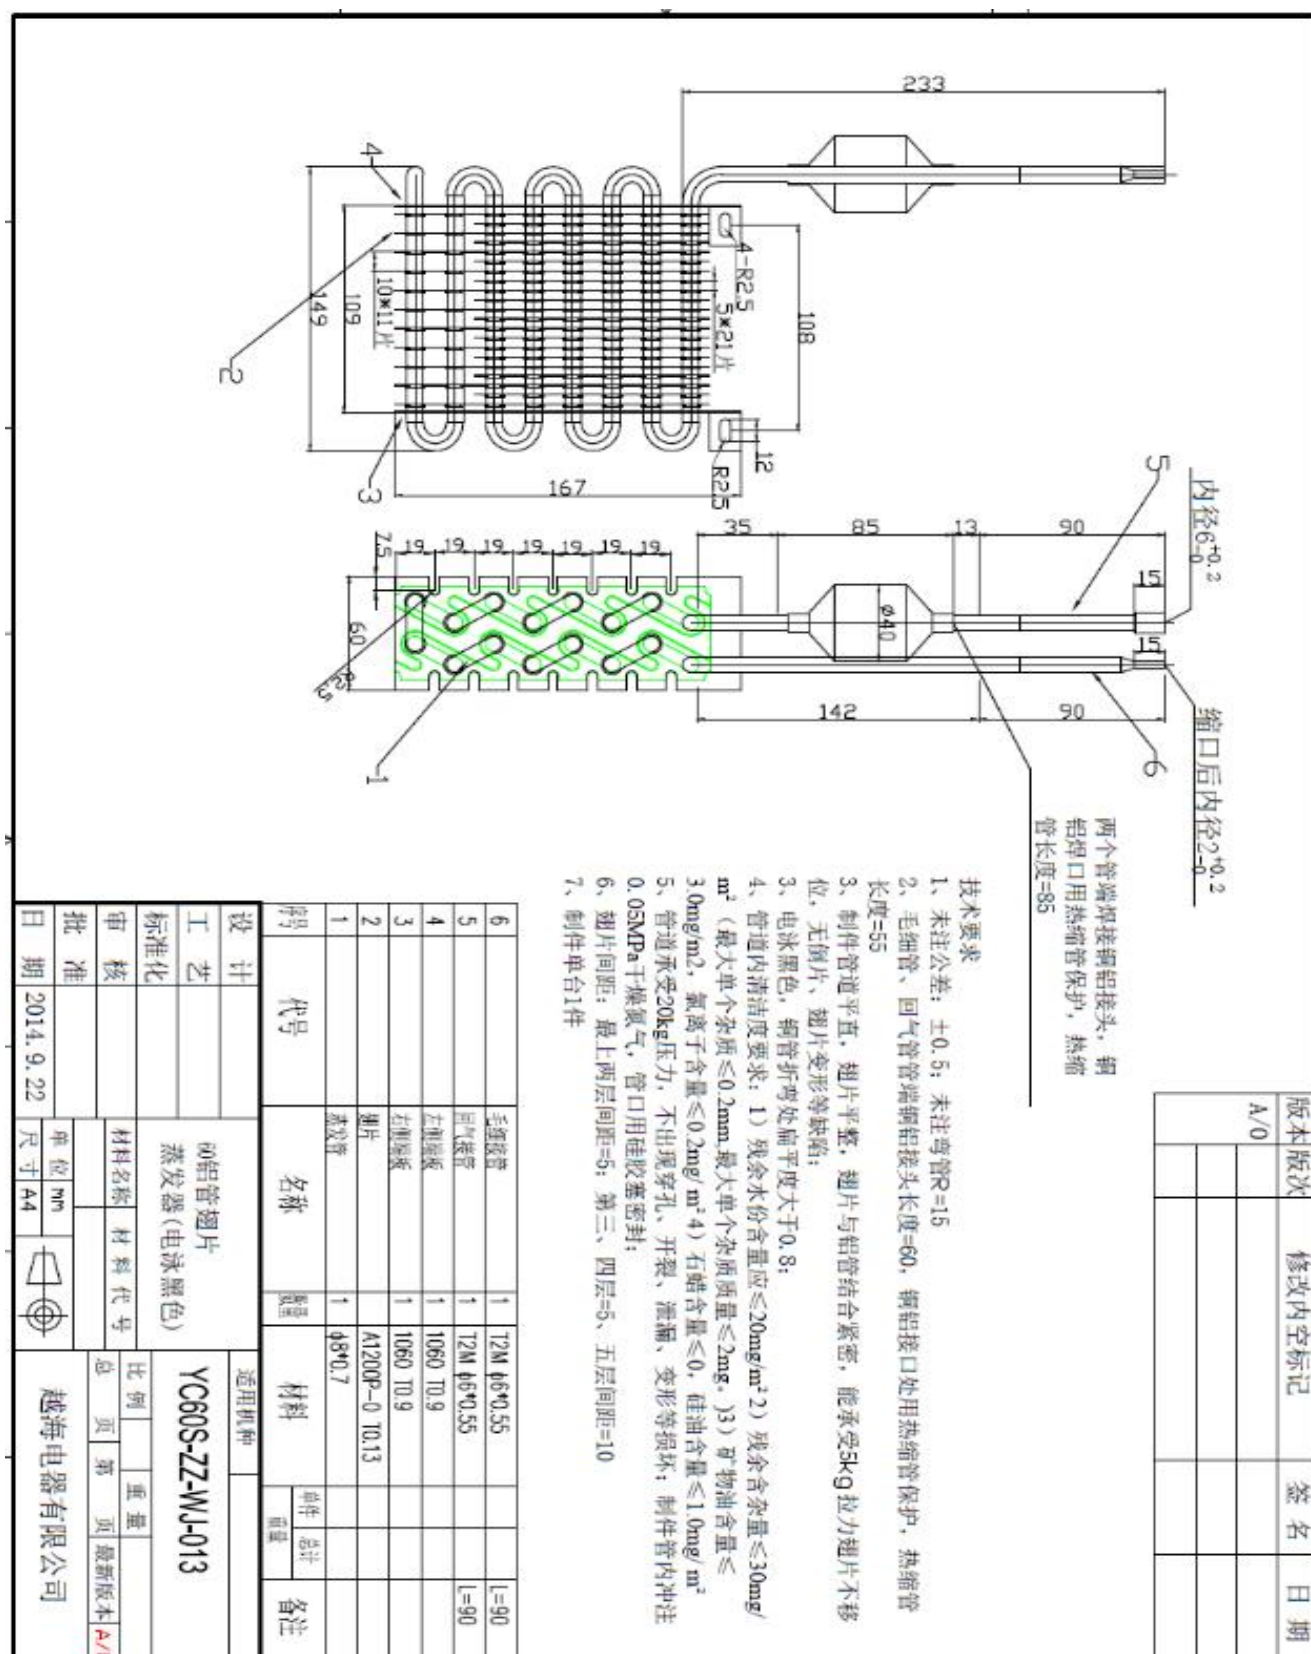 233
4
2
149
109
10*11片
4-R2.5
5*21片
108
12
R2.5
3
167
5
内径6+0.2-0
35
85
13
90
15
7.5
19
19
19
19
19
19
19
60
R2.5
ø40
15
142
90
1
6
缩口后内径2+0.2-0
两个管端焊接铜铝接头，铜
铝焊口用热缩管保护，热缩
管长度=85
技术要求
1、未注公差：±0.5；未注弯管R=15
2、毛细管、回气管管端铜铝接头长度=60，铜铝接口处用热缩管保护，热缩管
长度=55
3、制件管道平直，翅片平整，翅片与铝管结合紧密，能承受5kg拉力翅片不移
位，无倒片、翅片变形等缺陷；
3、电泳黑色，铜管折弯处扁平度大于0.8；
4、管道内清洁度要求：1）残余水份含量应≤20mg/m² 2）残余含杂量≤30mg/
m²（最大单个杂质≤0.2mm,最大单个杂质质量≤2mg。)3）矿物油含量≤
3.0mg/m2，氯离子含量≤0.2mg/m² 4）石蜡含量≤0，硅油含量≤1.0mg/m²
5、管道承受20kg压力，不出现穿孔、开裂、泄漏、变形等损坏；制件管内冲注
0.05MPa干燥氮气，管口用硅胶塞密封；
6、翅片间距：最上两层间距=5；第三、四层=5、五层间距=10
7、制件单台1件
版本 版次 修改内空标记 签名 日期
A/0
6 毛细接管 1 T2M ϕ6*0.55 L=90
5 回气接管 1 T2M ϕ6*0.55 L=90
4 左侧端板 1 1060 T0.9
3 右侧端板 1 1060 T0.9
2 翅片 A1200P-0 T0.13
1 蒸发管 1 ϕ8*0.7
序号 代号 名称 数量 材料 单件 总计 重量 备注
设计
工艺
标准化
审核
批准
日期 2014.9.22
60铝管翅片
蒸发器(电泳黑色)
材料名称 材料代号
单位 MM
尺寸 A4
适用机种
YC60S-ZZ-WJ-013
比例 重量
总 页 第 页 最新版本 A/
越海电器有限公司